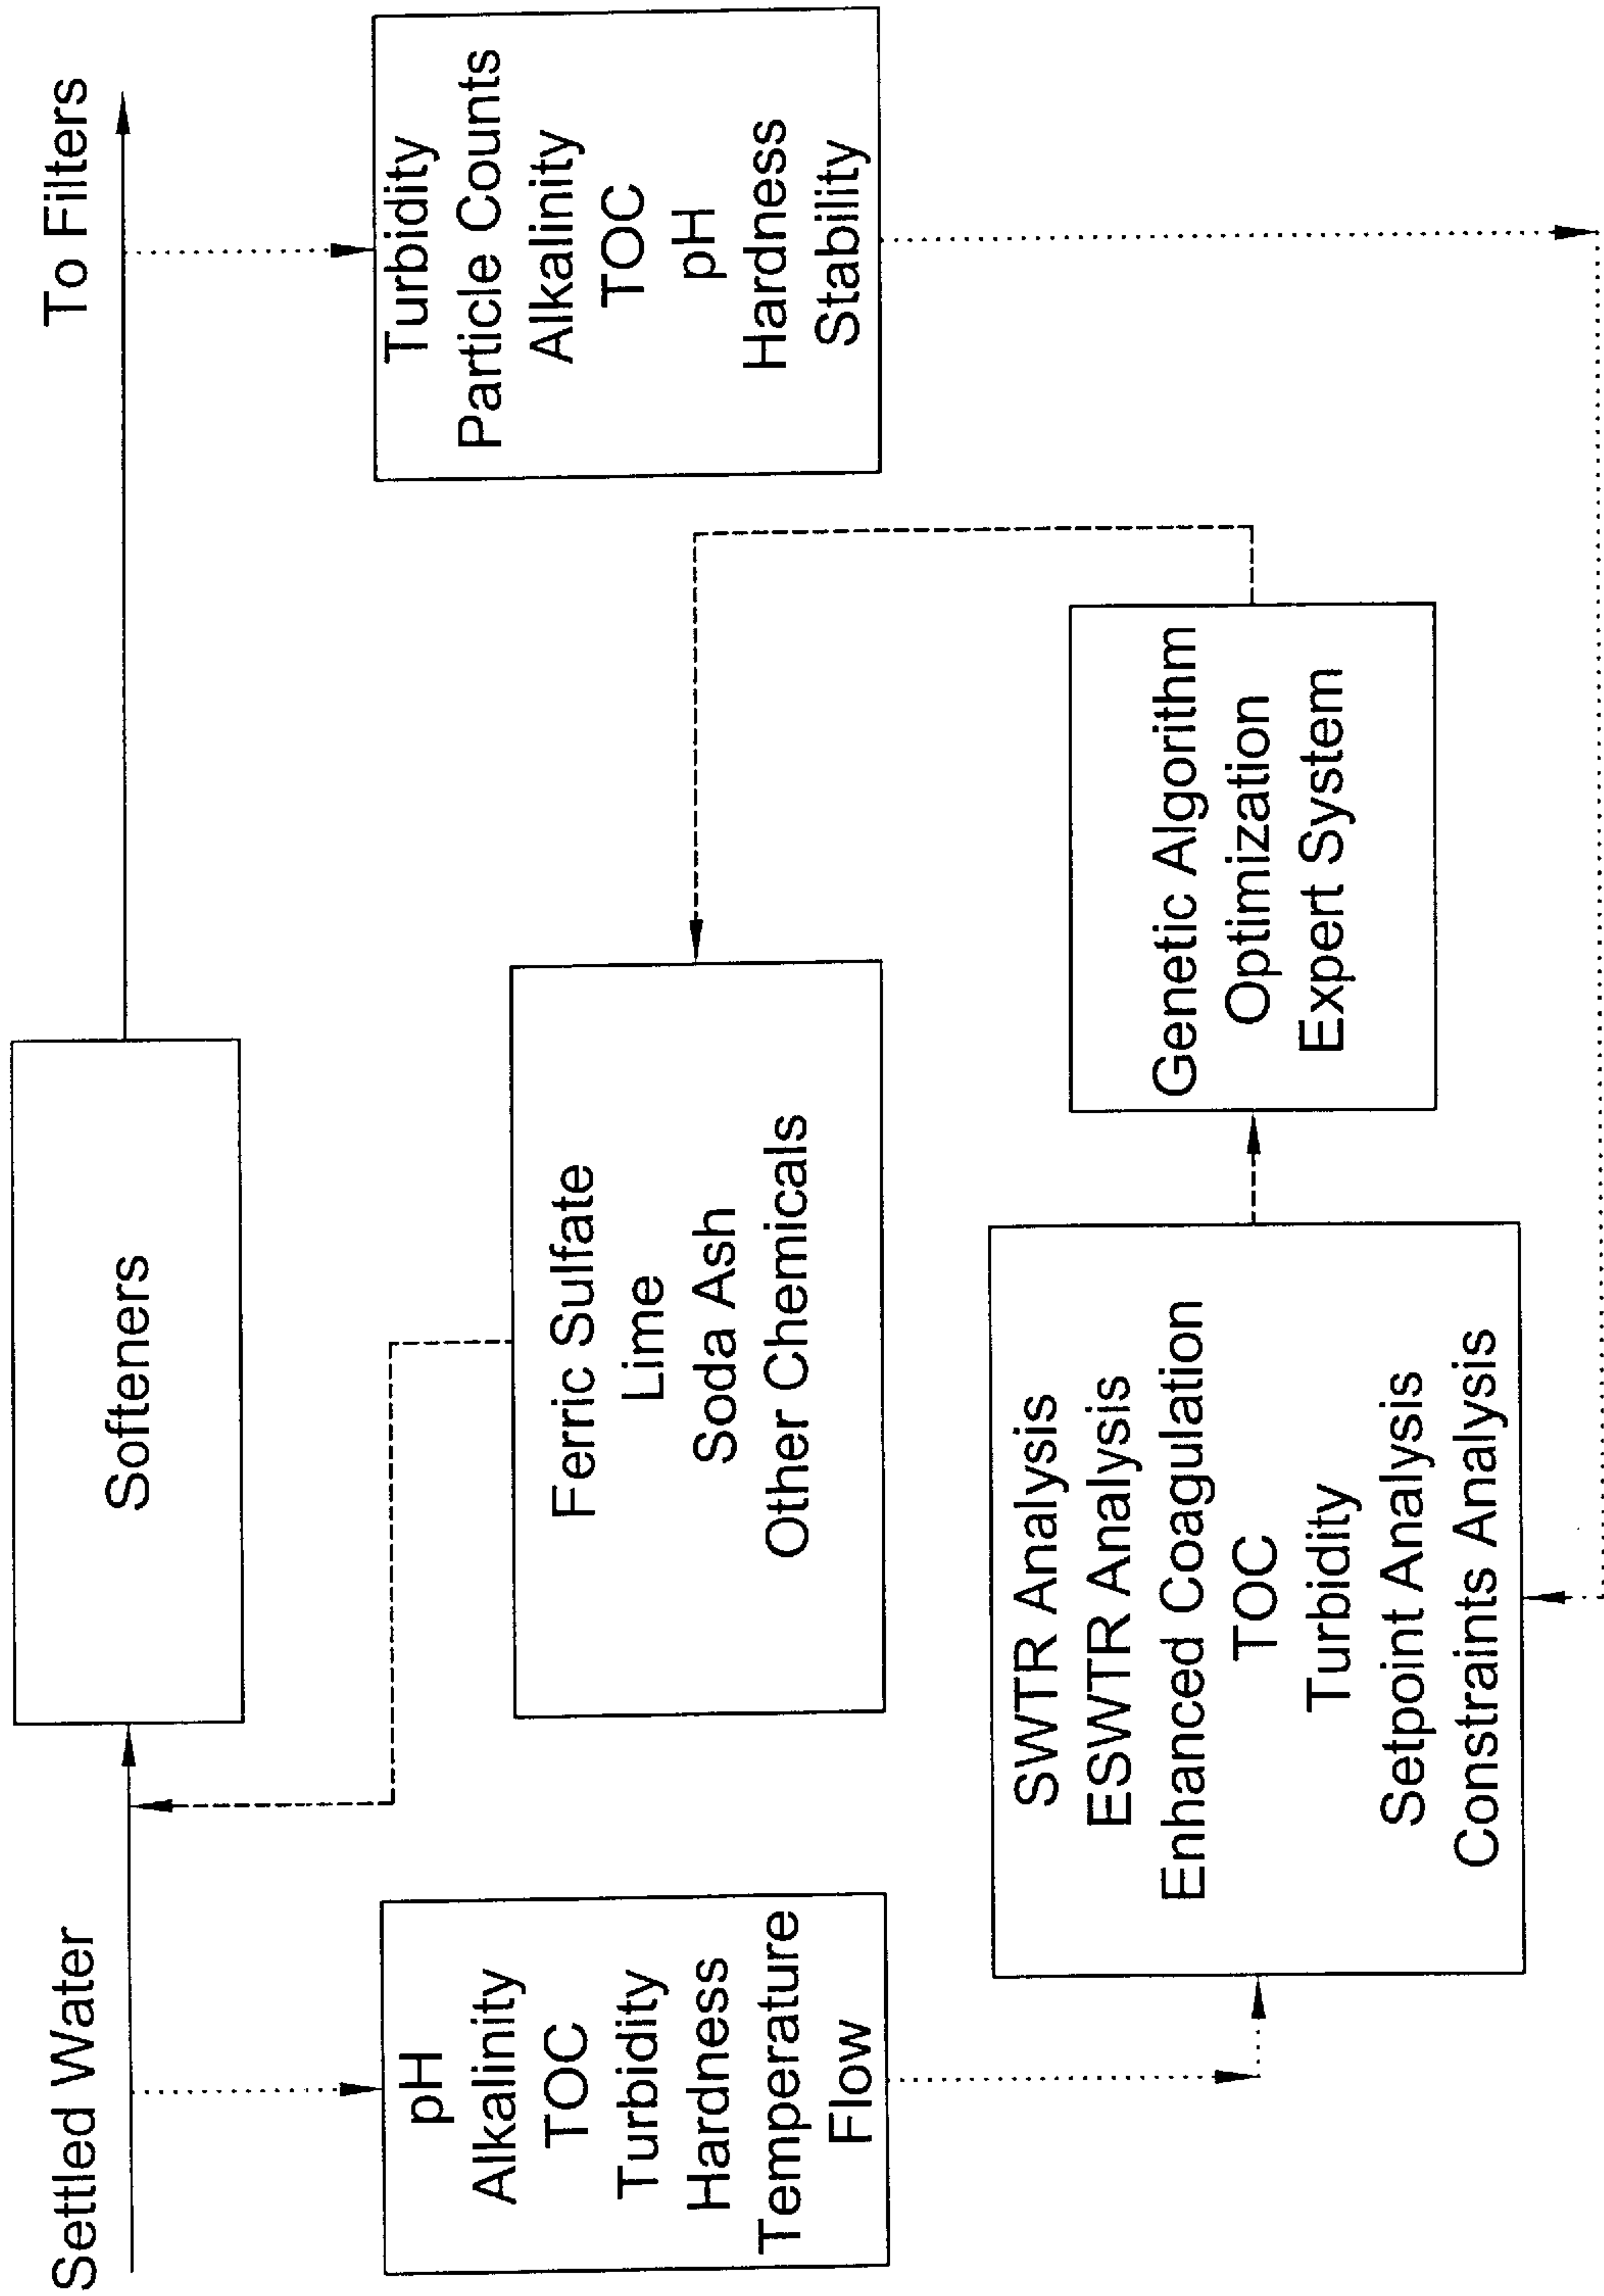 Settled Water
Softeners
To Filters
pH
Alkalinity
TOC
Turbidity
Hardness
Temperature
Flow
Ferric Sulfate
Lime
Soda Ash
Other Chemicals
Turbidity
Particle Counts
Alkalinity
TOC
pH
Hardness
Stability
SWTR Analysis
ESWTR Analysis
Enhanced Coagulation
TOC
Turbidity
Setpoint Analysis
Constraints Analysis
Genetic Algorithm
Optimization
Expert System